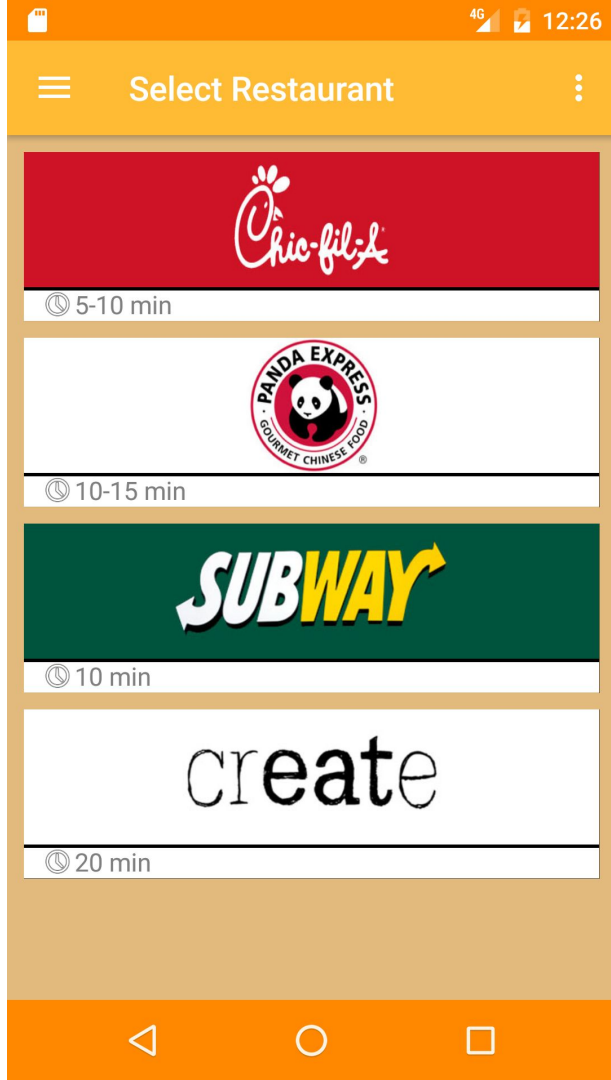 4G 12:26
Select Restaurant
Chic-fil-A
5-10 min
PANDA EXPRESS
GOURMET CHINESE FOOD ®
10-15 min
SUBWAY
10 min
create
20 min